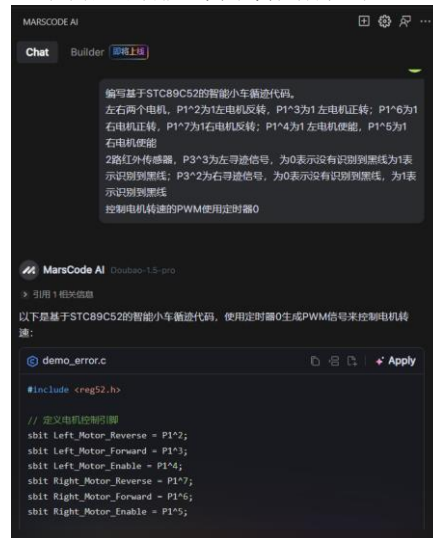 MARSCODE AI
Chat Builder 即将上线
编写基于STC89C52的智能小车循迹代码。
左右两个电机，P1^2为1左电机反转，P1^3为1 左电机正转；P1^6为1
右电机正转，P1^7为1右电机反转；P1^4为1 左电机使能，P1^5为1
右电机使能
2路红外传感器，P3^3为左寻迹信号，为0表示没有识别到黑线为1表
示识别到黑线；P3^2为右寻迹信号，为0表示没有识别到黑线，为1表
示识别到黑线
控制电机转速的PWM使用定时器0
MarsCode AI Doubao-1.5-pro
> 引用 1 相关信息
以下是基于STC89C52的智能小车循迹代码，使用定时器0生成PWM信号来控制电机转
速：
demo_error.c Apply
#include <reg52.h>
// 定义电机控制引脚
sbit Left_Motor_Reverse = P1^2;
sbit Left_Motor_Forward = P1^3;
sbit Left_Motor_Enable = P1^4;
sbit Right_Motor_Reverse = P1^7;
sbit Right_Motor_Forward = P1^6;
sbit Right_Motor_Enable = P1^5;